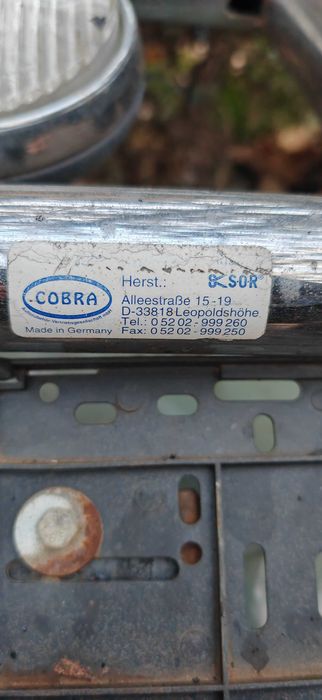 COBRA
Made in Germany
Herst.: SOR
Alleestraße 15-19
D-33818 Leopoldshöhe
Tel.: 0 52 02 - 999 260
Fax: 0 52 02 - 999 250